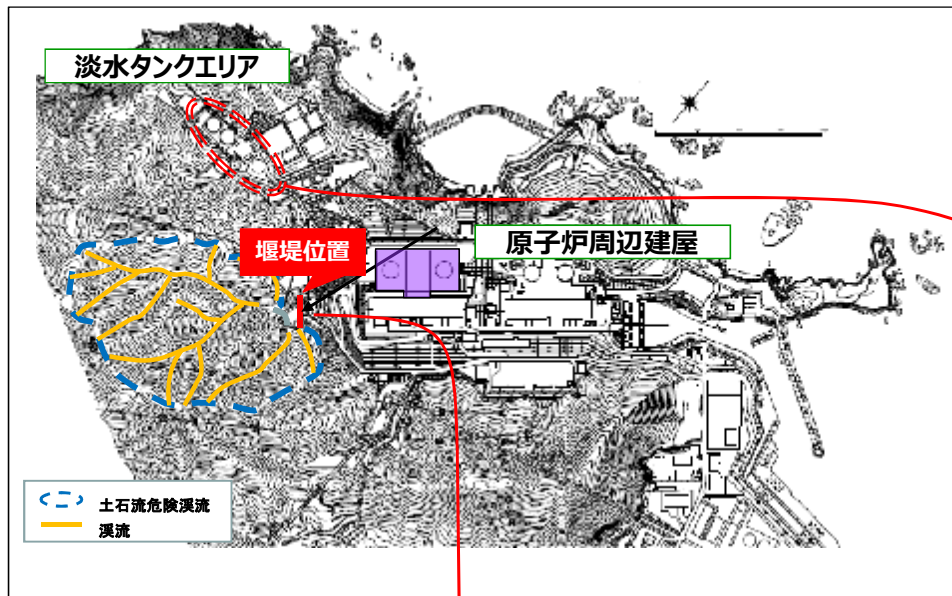 淡水タンクエリア
堰堤位置
原子炉周辺建屋
土石流危険渓流
渓流